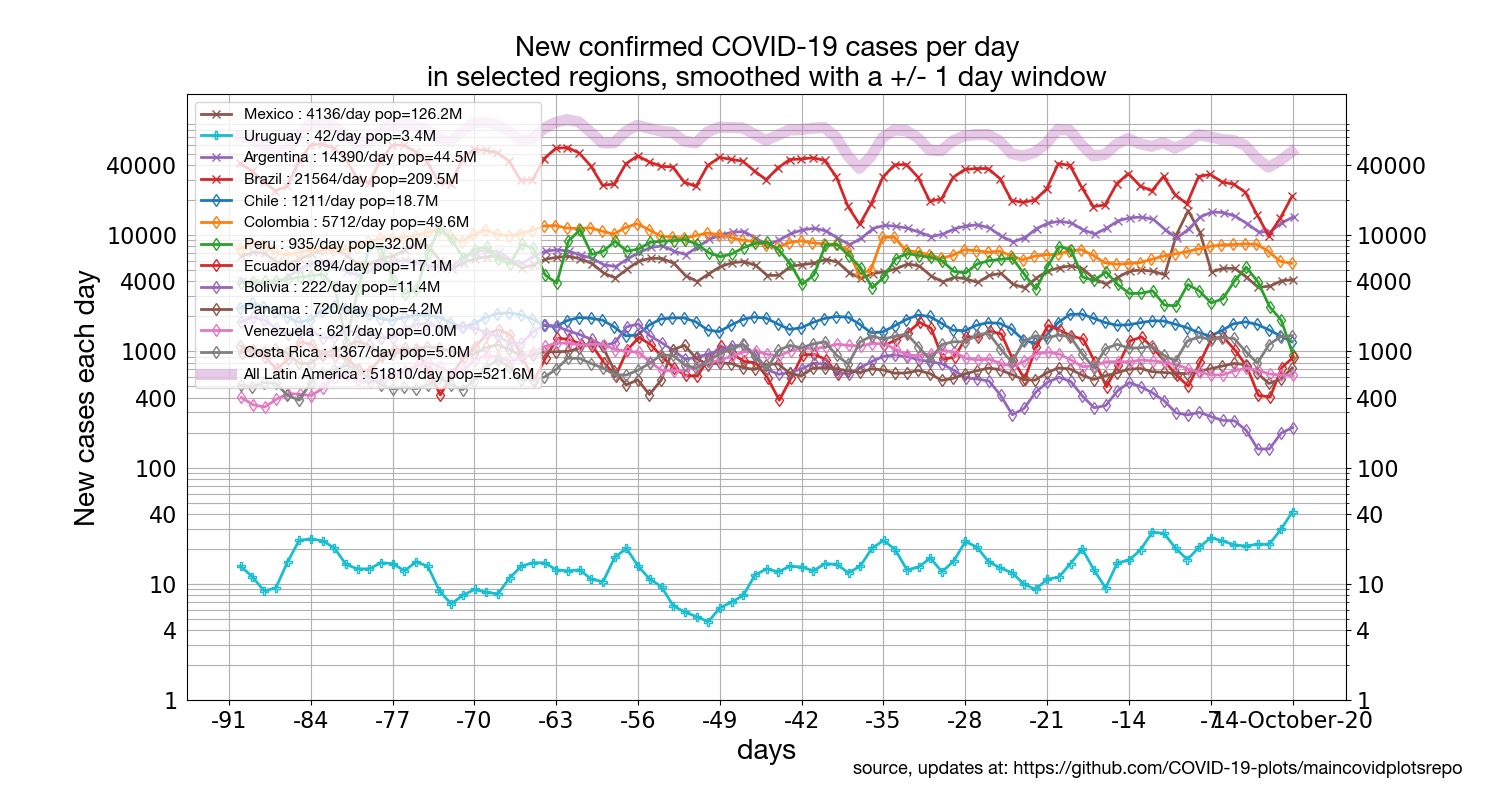 New confirmed COVID-19 cases per day
in selected regions, smoothed with a +/- 1 day window
Mexico : 4136/day pop=126.2M
Uruguay : 42/day pop=3.4M
Argentina : 14390/day pop=44.5M
Brazil : 21564/day pop=209.5M
Chile : 1211/day pop=18.7M
Colombia : 5712/day pop=49.6M
Peru : 935/day pop=32.0M
Ecuador : 894/day pop=17.1M
Bolivia : 222/day pop=11.4M
Panama : 720/day pop=4.2M
Venezuela : 621/day pop=0.0M
Costa Rica : 1367/day pop=5.0M
All Latin America : 51810/day pop=521.6M
New cases each day
40000
10000
4000
1000
400
100
40
10
4
1
40000
10000
4000
1000
400
100
40
10
4
1
-91 -84 -77 -70 -63 -56 -49 -42 -35 -28 -21 -14 -7 14-October-20
days
source, updates at: https://github.com/COVID-19-plots/maincovidplotsrepo